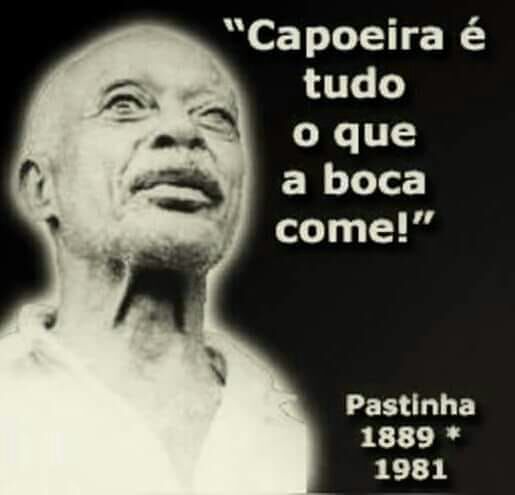 “Capoeira é
tudo
o que
a boca
come!”
Pastinha
1889 *
1981